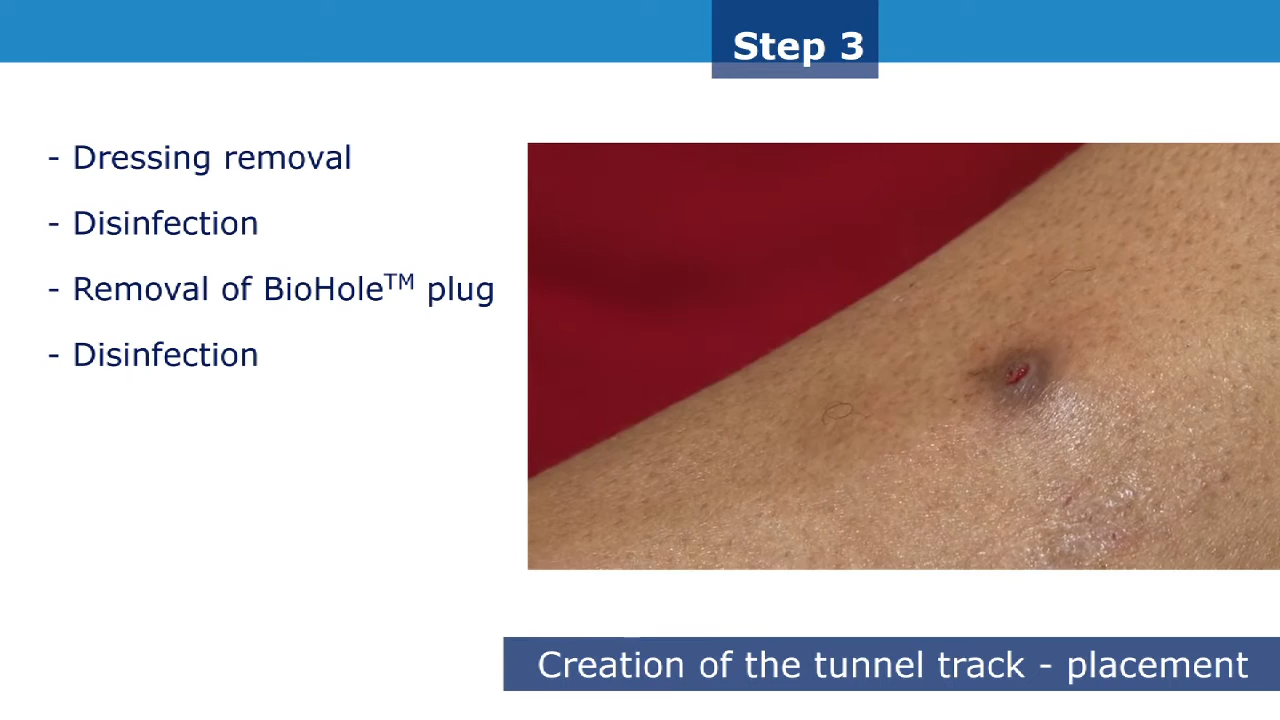 Step 3
- Dressing removal
- Disinfection
- Removal of BioHole™ plug
- Disinfection
Creation of the tunnel track - placement